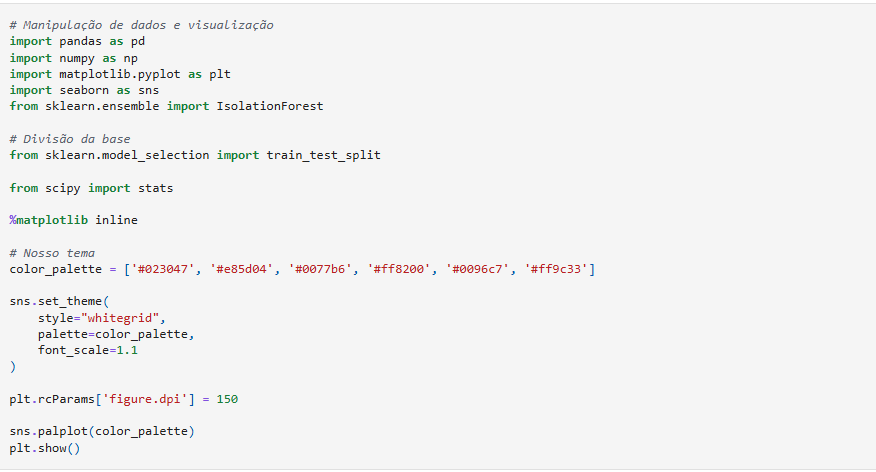 # Manipulação de dados e visualização
import pandas as pd
import numpy as np
import matplotlib.pyplot as plt
import seaborn as sns
from sklearn.ensemble import IsolationForest
# Divisão da base
from sklearn.model_selection import train_test_split
from scipy import stats
%matplotlib inline
# Nosso tema
color_palette = ['#023047', '#e85d04', '#0077b6', '#ff8200', '#0096c7', '#ff9c33']
sns.set_theme(
    style="whitegrid",
    palette=color_palette,
    font_scale=1.1
)
plt.rcParams['figure.dpi'] = 150
sns.palplot(color_palette)
plt.show()